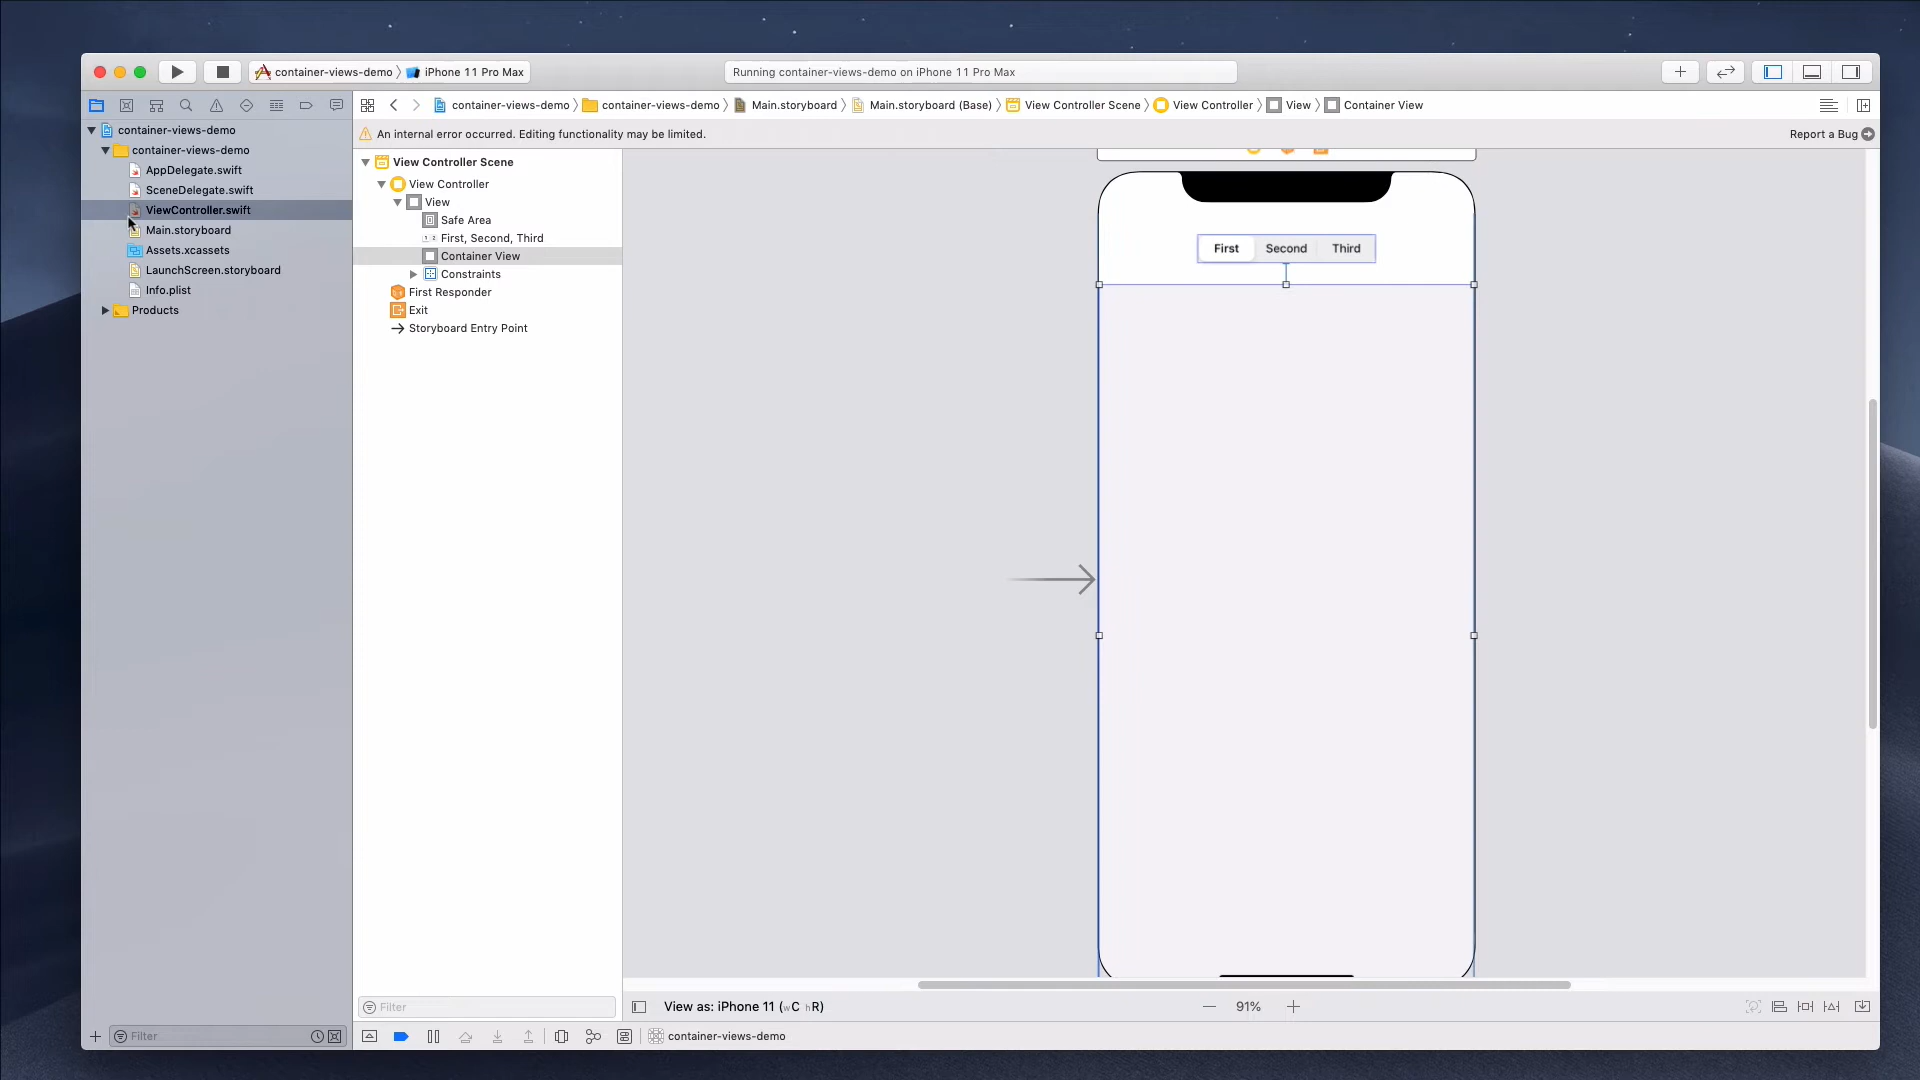 container-views-demo 〉 iPhone 11 Pro Max
Running container-views-demo on iPhone 11 Pro Max
container-views-demo 〉 container-views-demo 〉 Main.storyboard 〉 Main.storyboard (Base) 〉 View Controller Scene 〉 View Controller 〉 View 〉 Container View
An internal error occurred. Editing functionality may be limited.
Report a Bug
container-views-demo
container-views-demo
AppDelegate.swift
SceneDelegate.swift
ViewController.swift
Main.storyboard
Assets.xcassets
LaunchScreen.storyboard
Info.plist
Products
View Controller Scene
View Controller
View
Safe Area
First, Second, Third
Container View
Constraints
First Responder
Exit
Storyboard Entry Point
First Second Third
Filter
View as: iPhone 11 (wC hR)
91%
Filter
container-views-demo